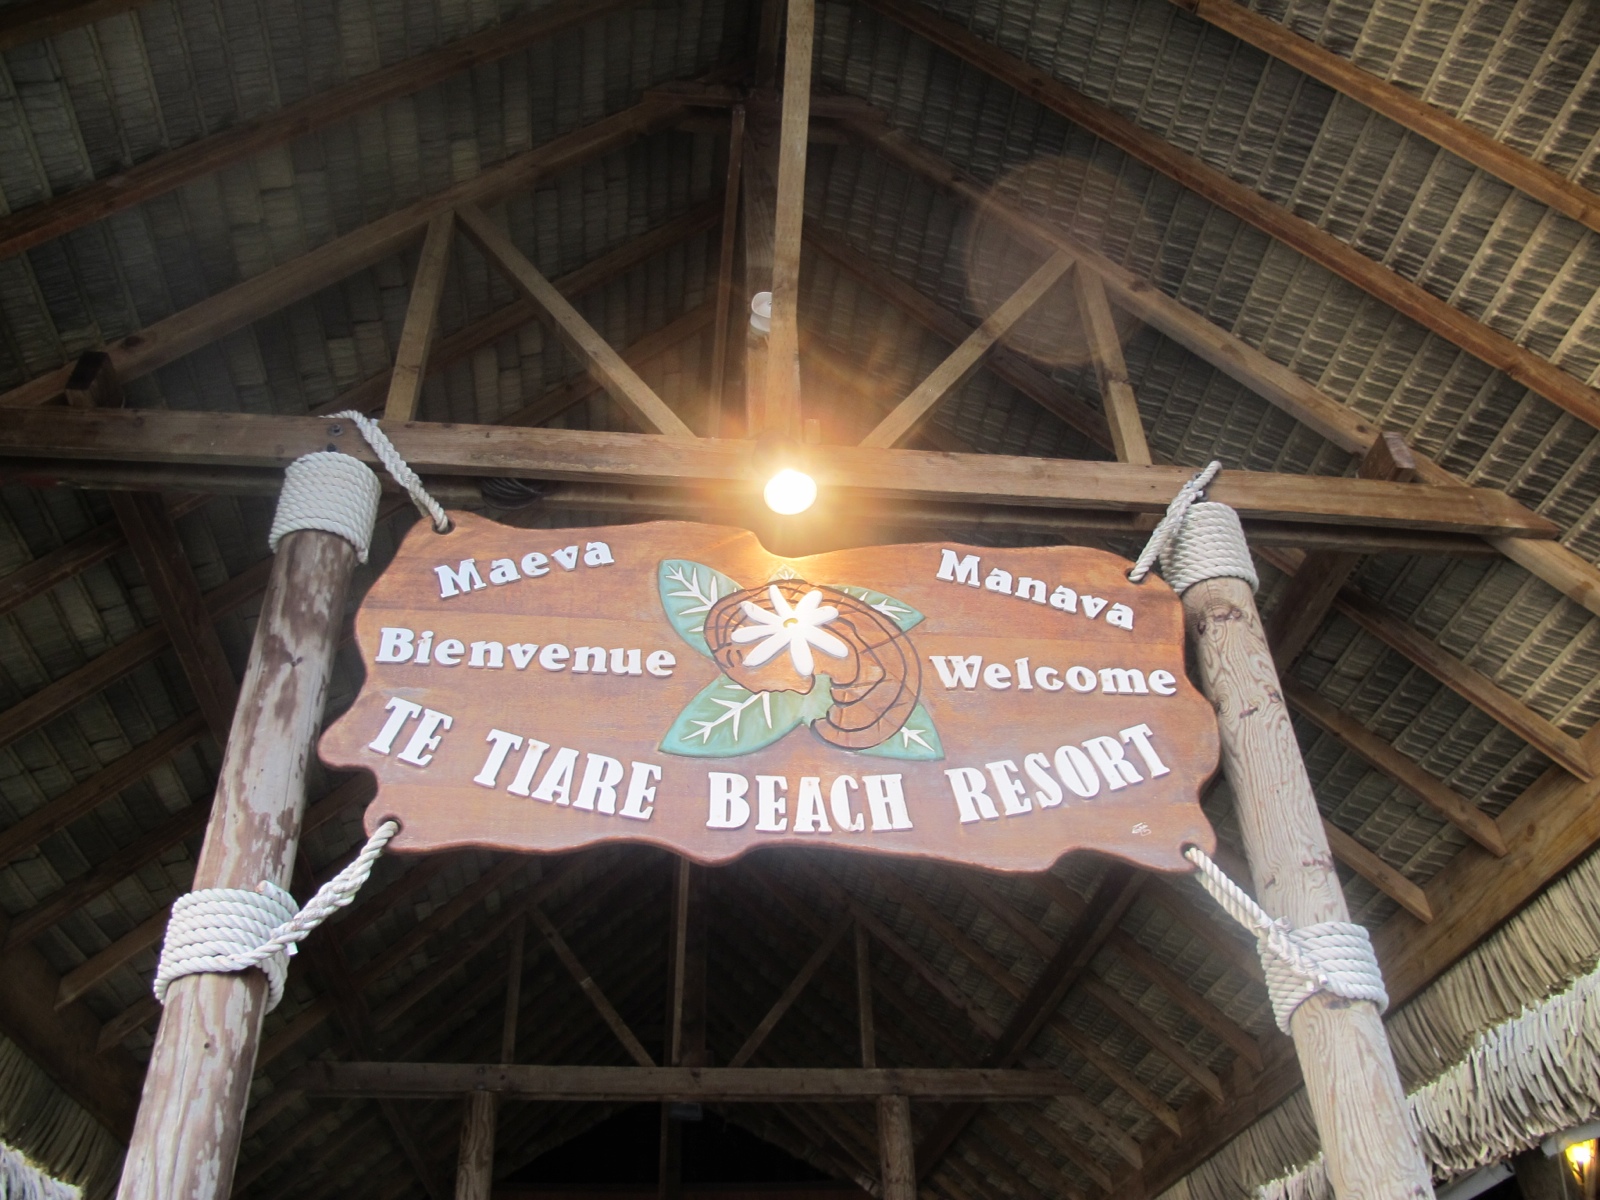 Maeva
Manava
Bienvenue
Welcome
TE TIARE BEACH RESORT